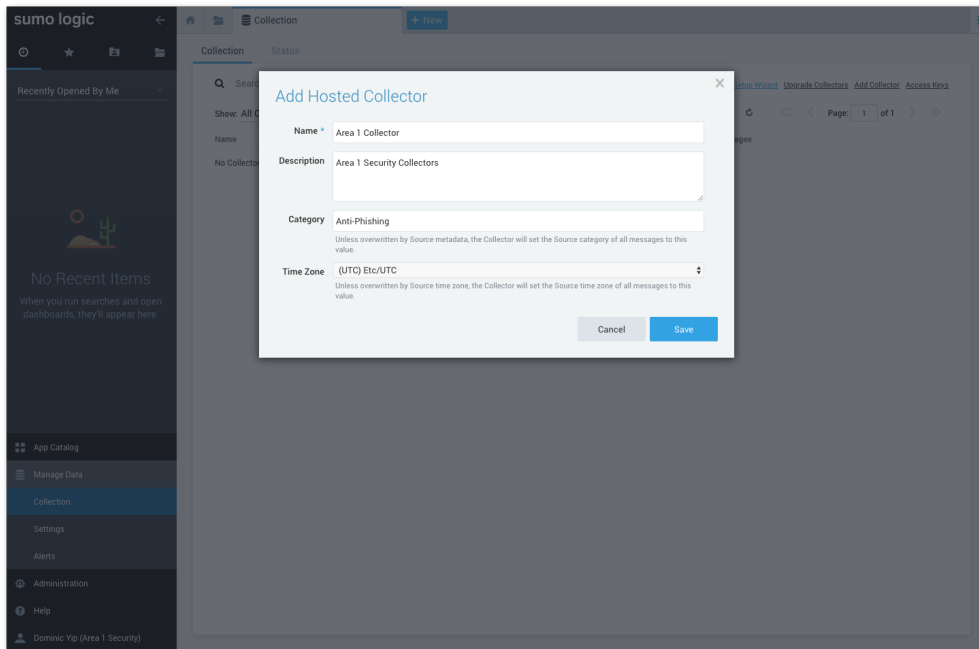 sumo logic
Collection
+ New
Collection
Status
Recently Opened By Me
Setup Wizard Upgrade Collectors Add Collector Access Keys
Show: All C
Page: 1 of 1
Name
No Collector
Add Hosted Collector
Name *
Area 1 Collector
Description
Area 1 Security Collectors
Category
Anti-Phishing
Unless overwritten by Source metadata, the Collector will set the Source category of all messages to this
value.
Time Zone
(UTC) Etc/UTC
Unless overwritten by Source time zone, the Collector will set the Source time zone of all messages to this
value.
Cancel
Save
No Recent Items
When you run searches and open
dashboards, they'll appear here.
App Catalog
Manage Data
Collection
Settings
Alerts
Administration
Help
Dominic Yip (Area 1 Security)